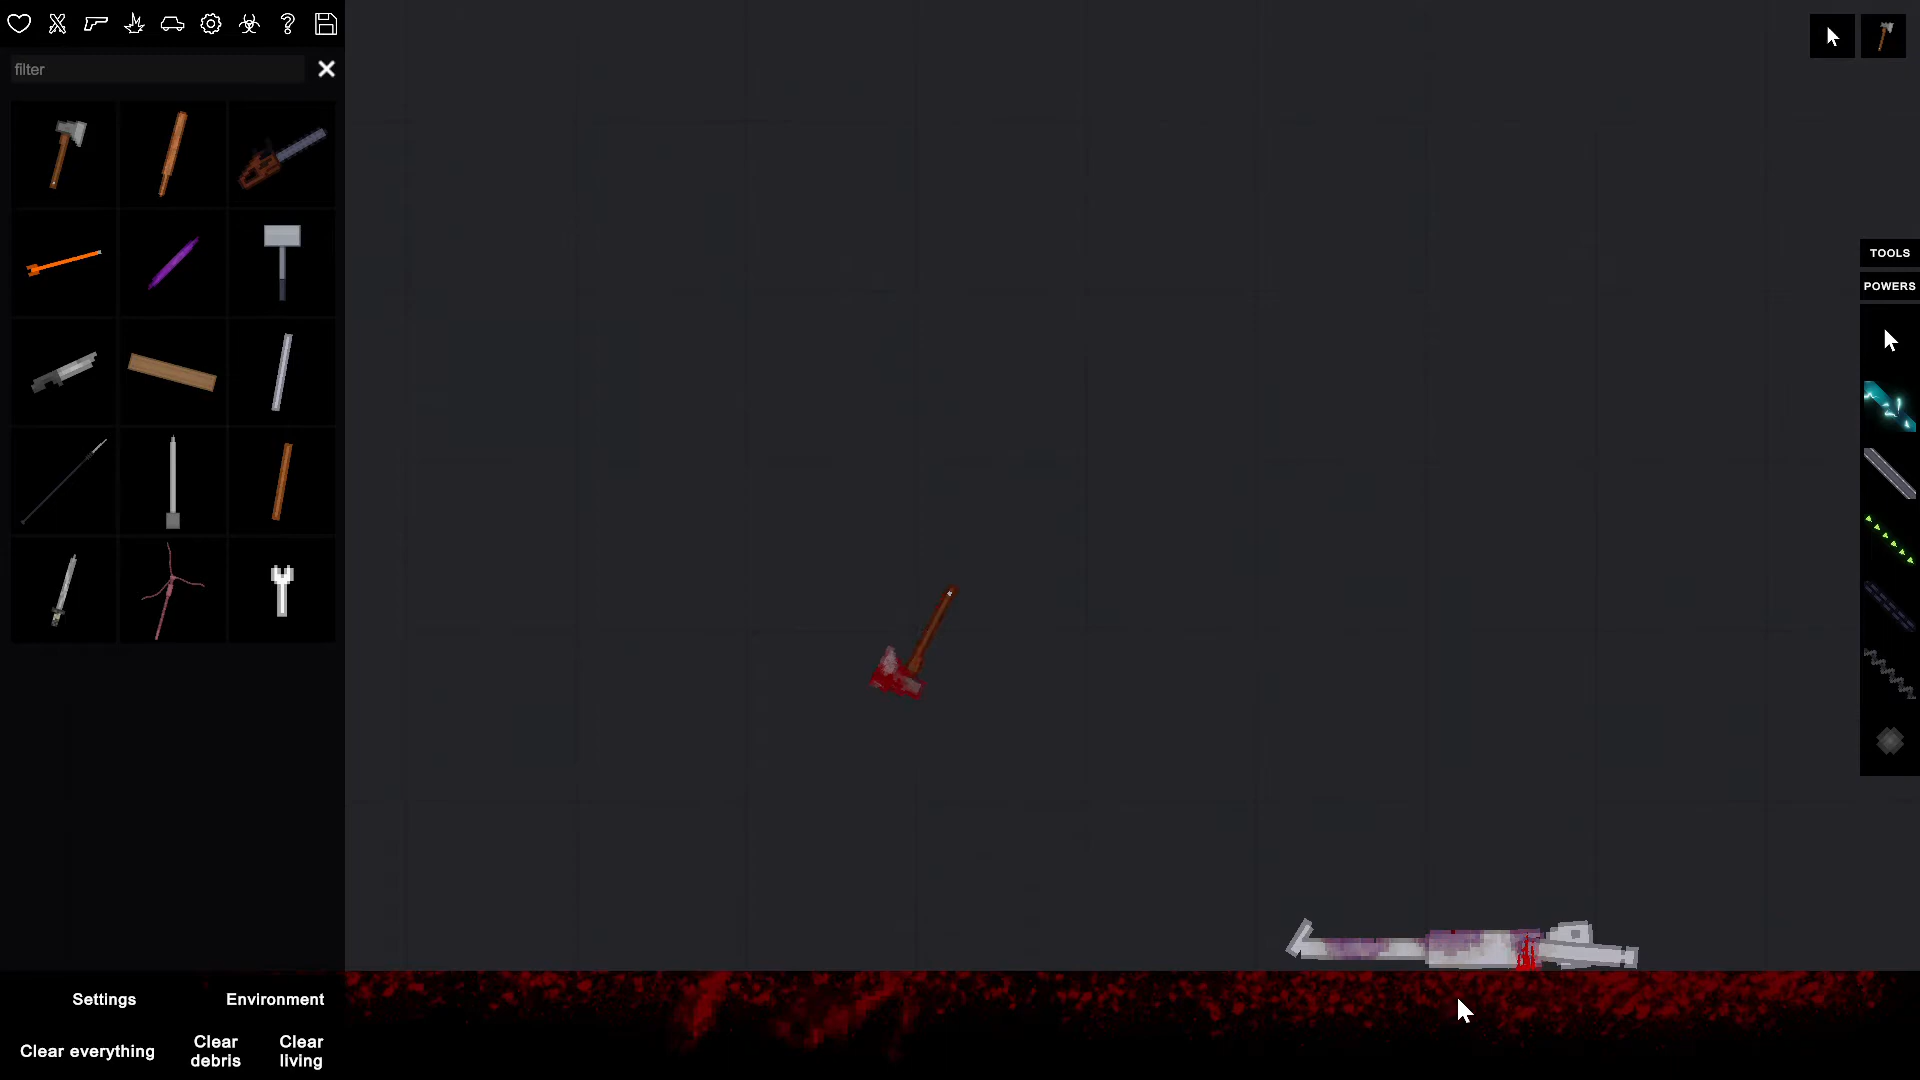 filter
TOOLS
POWERS
Settings
Environment
Clear everything
Clear
debris
Clear
living